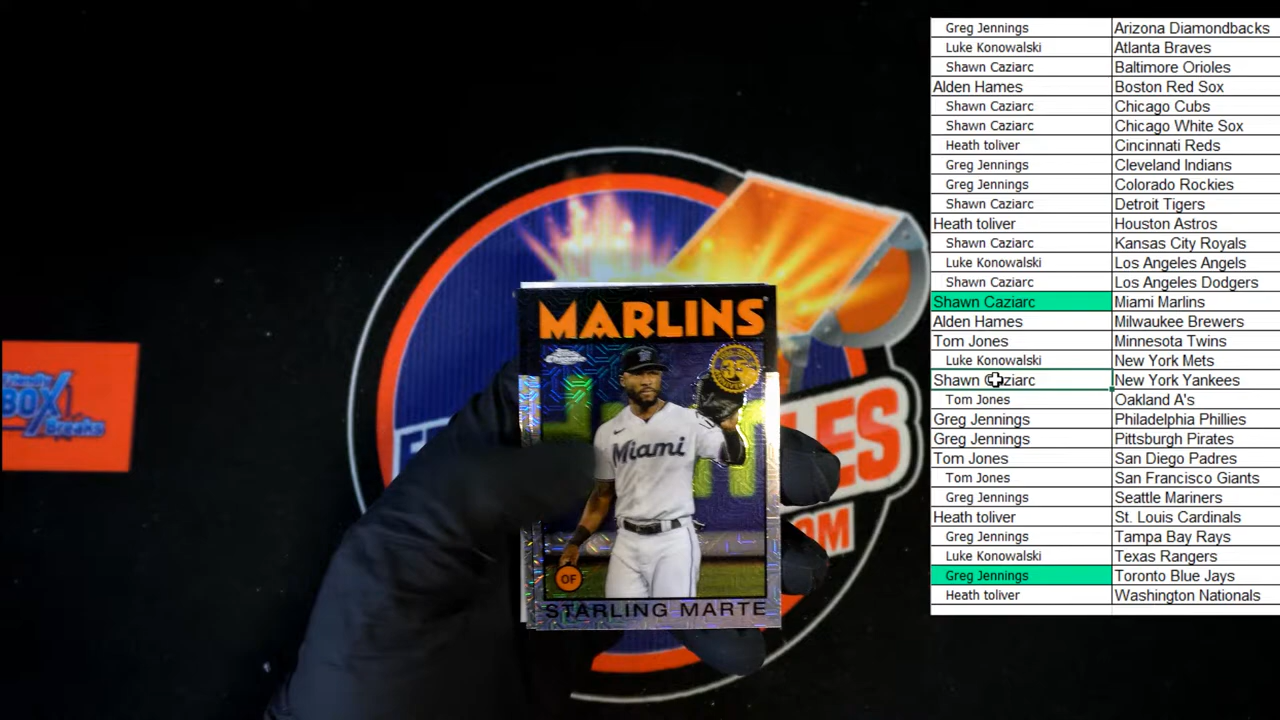 Greg Jennings Arizona Diamondbacks
Luke Konowalski Atlanta Braves
Shawn Caziarc Baltimore Orioles
Alden Hames Boston Red Sox
Shawn Caziarc Chicago Cubs
Shawn Caziarc Chicago White Sox
Heath toliver Cincinnati Reds
Greg Jennings Cleveland Indians
Greg Jennings Colorado Rockies
Shawn Caziarc Detroit Tigers
Heath toliver Houston Astros
Shawn Caziarc Kansas City Royals
Luke Konowalski Los Angeles Angels
Shawn Caziarc Los Angeles Dodgers
Shawn Caziarc Miami Marlins
Alden Hames Milwaukee Brewers
Tom Jones Minnesota Twins
Luke Konowalski New York Mets
Shawn Caziarc New York Yankees
Tom Jones Oakland A's
Greg Jennings Philadelphia Phillies
Greg Jennings Pittsburgh Pirates
Tom Jones San Diego Padres
Tom Jones San Francisco Giants
Greg Jennings Seattle Mariners
Heath toliver St. Louis Cardinals
Greg Jennings Tampa Bay Rays
Luke Konowalski Texas Rangers
Greg Jennings Toronto Blue Jays
Heath toliver Washington Nationals
MARLINS
Chrome
35
Miami
OF
STARLING MARTE
BOX
Breaks